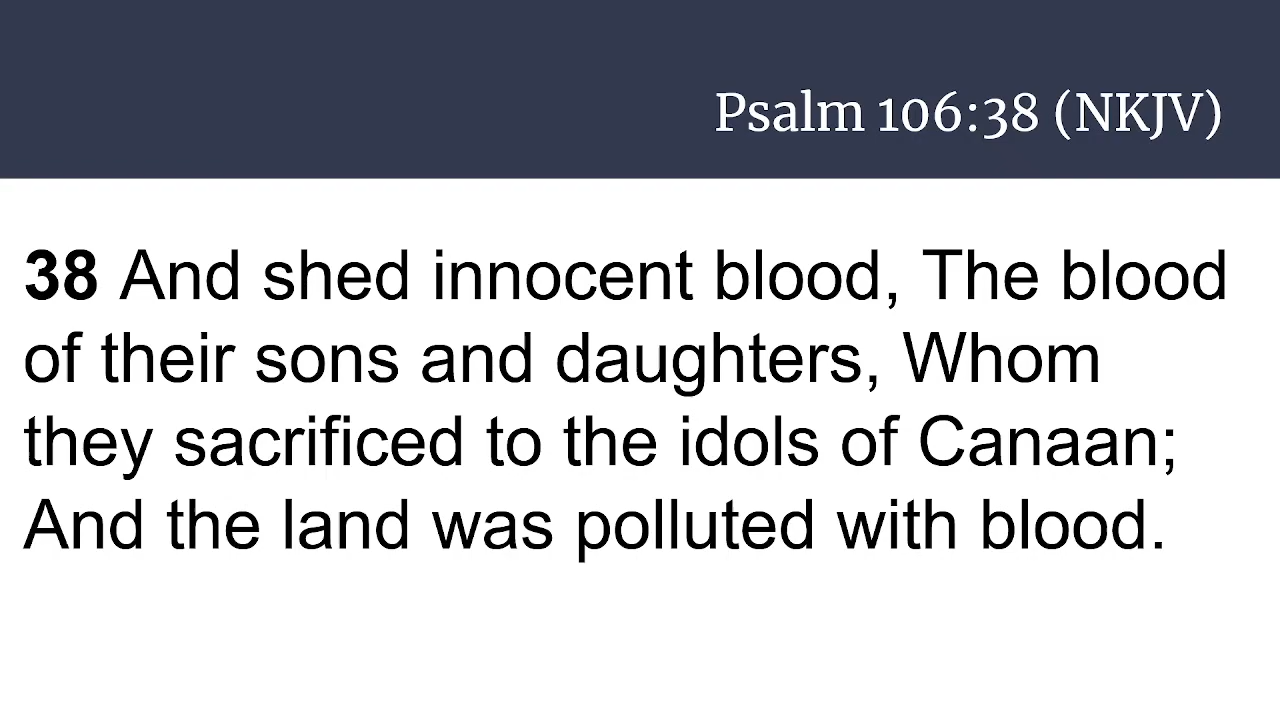 Psalm 106:38 (NKJV)
38 And shed innocent blood, The blood
of their sons and daughters, Whom
they sacrificed to the idols of Canaan;
And the land was polluted with blood.